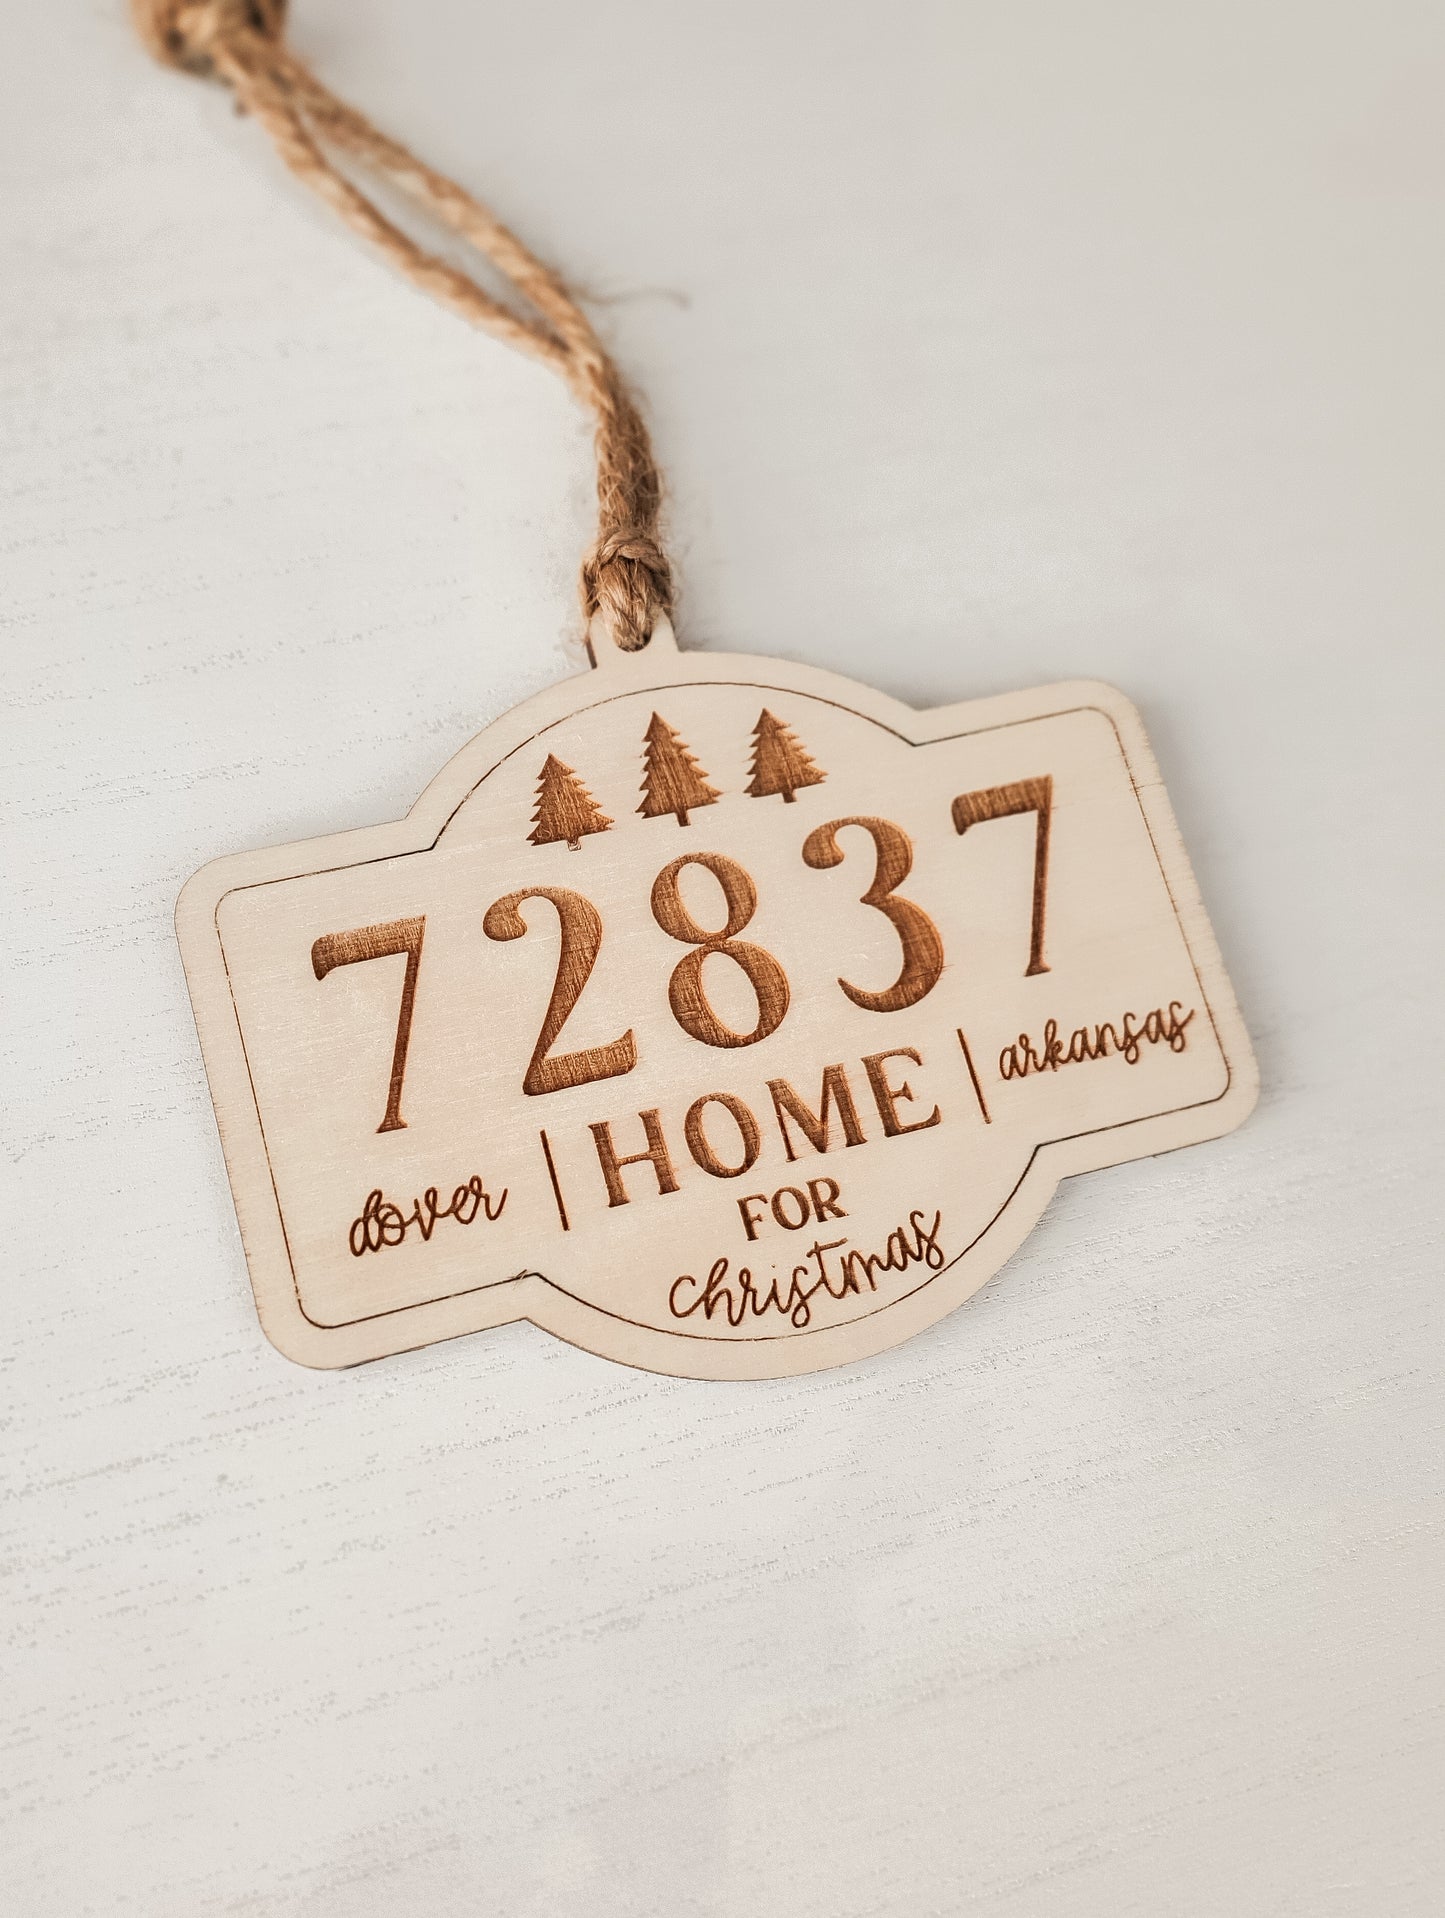 72837
dover | HOME | arkansas
FOR
christmas